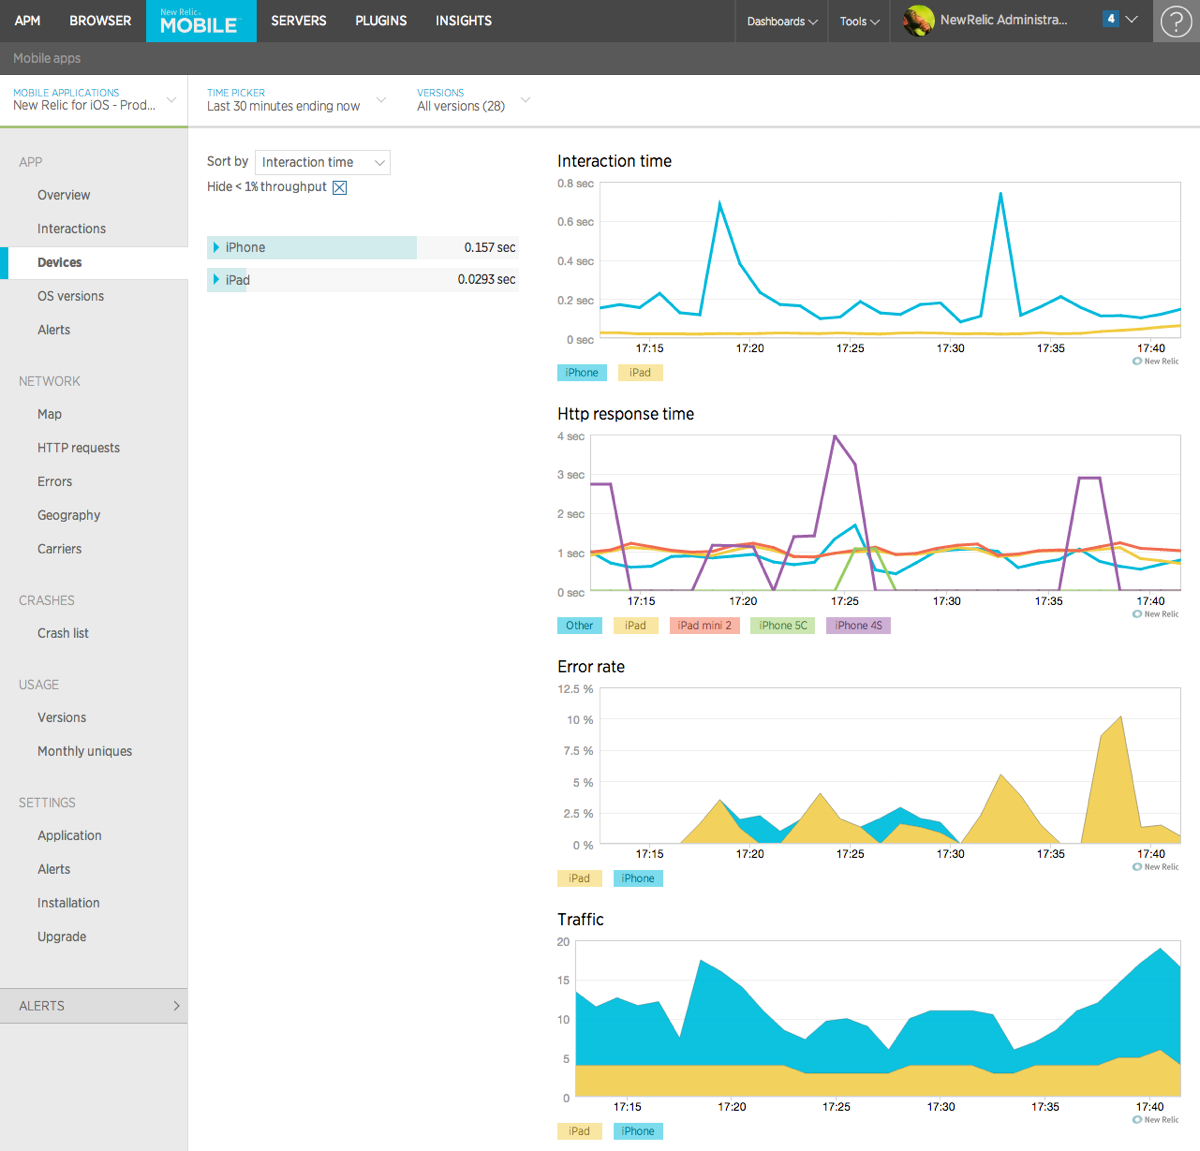 APM BROWSER New Relic® MOBILE™ SERVERS PLUGINS INSIGHTS Dashboards Tools NewRelic Administra... 4 ?
Mobile apps
MOBILE APPLICATIONS
New Relic for iOS - Prod...
TIME PICKER
Last 30 minutes ending now
VERSIONS
All versions (28)
APP
Overview
Interactions
Devices
OS versions
Alerts
NETWORK
Map
HTTP requests
Errors
Geography
Carriers
CRASHES
Crash list
USAGE
Versions
Monthly uniques
SETTINGS
Application
Alerts
Installation
Upgrade
ALERTS
Sort by Interaction time
Hide < 1% throughput
iPhone 0.157 sec
iPad 0.0293 sec
Interaction time
0.8 sec
0.6 sec
0.4 sec
0.2 sec
0 sec
17:15 17:20 17:25 17:30 17:35 17:40
New Relic
iPhone iPad
Http response time
4 sec
3 sec
2 sec
1 sec
0 sec
17:15 17:20 17:25 17:30 17:35 17:40
New Relic
Other iPad iPad mini 2 iPhone 5C iPhone 4S
Error rate
12.5 %
10 %
7.5 %
5 %
2.5 %
0 %
17:15 17:20 17:25 17:30 17:35 17:40
New Relic
iPad iPhone
Traffic
20
15
10
5
0
17:15 17:20 17:25 17:30 17:35 17:40
New Relic
iPad iPhone